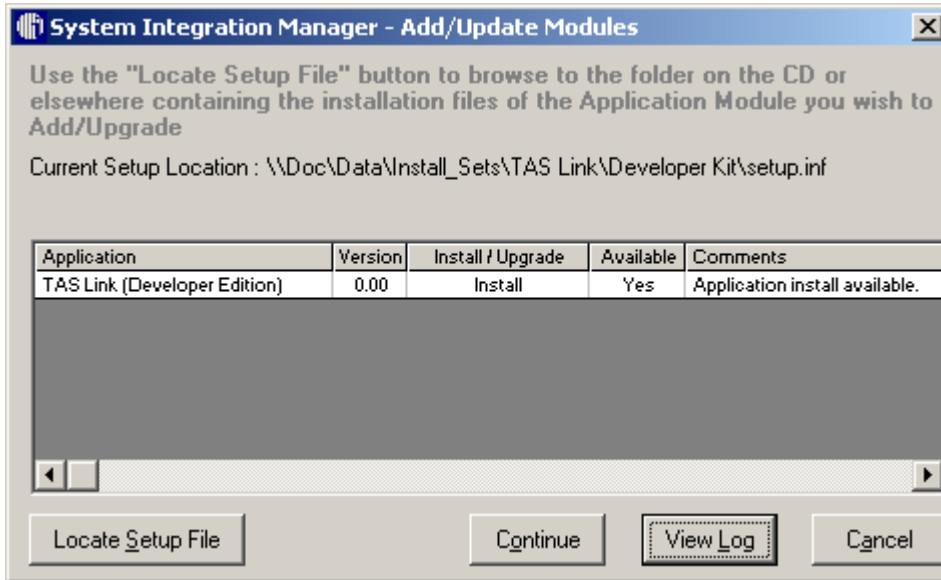 System Integration Manager - Add/Update Modules
Use the "Locate Setup File" button to browse to the folder on the CD or
elsewhere containing the installation files of the Application Module you wish to
Add/Upgrade
Current Setup Location : \\Doc\Data\Install_Sets\TAS Link\Developer Kit\setup.inf
Application Version Install / Upgrade Available Comments
TAS Link (Developer Edition) 0.00 Install Yes Application install available.
Locate Setup File Continue View Log Cancel